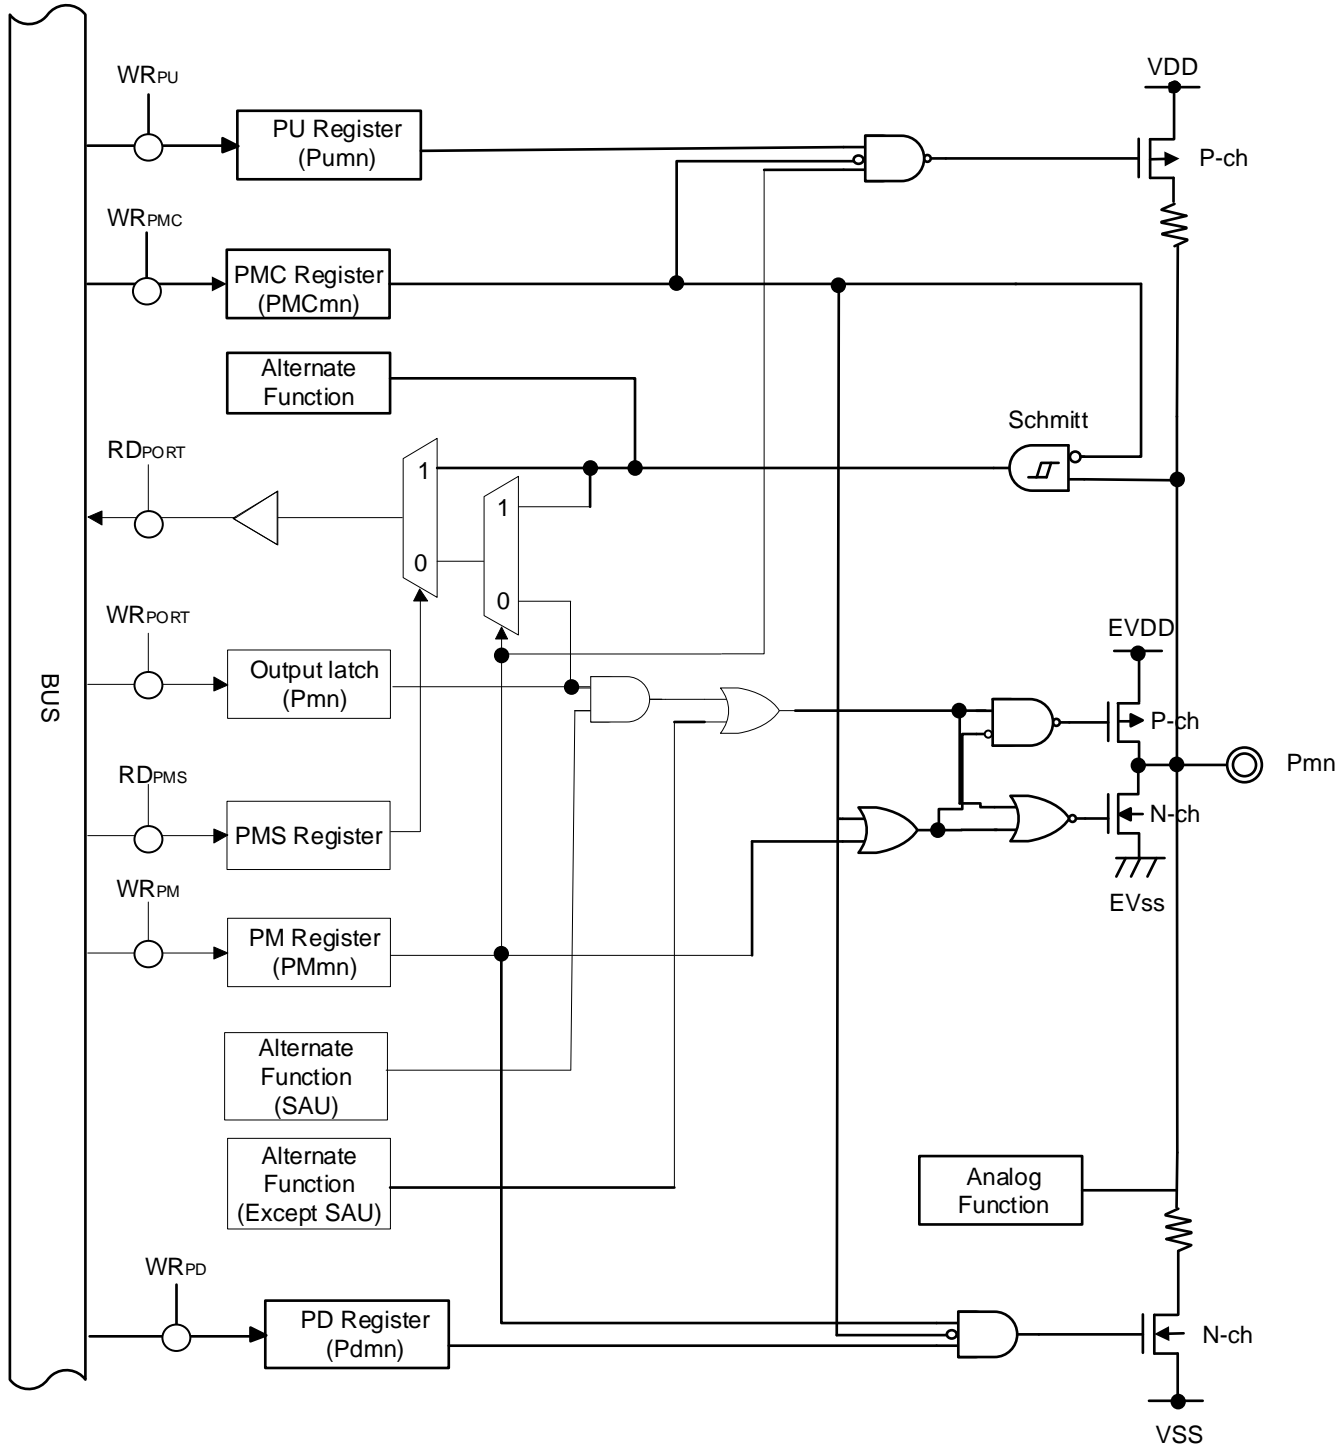 WRPU
VDD
PU Register
(Pumn)
P-ch
WRPMC
PMC Register
(PMCmn)
Alternate
Function
Schmitt
RDPORT
1
1
0
0
WRPORT
EVDD
Output latch
(Pmn)
BUS
P-ch
Pmn
RDPMS
N-ch
PMS Register
WRPM
EVss
PM Register
(PMmn)
Alternate
Function
(SAU)
Alternate
Function
(Except SAU)
Analog
Function
WRPD
PD Register
(Pdmn)
N-ch
VSS